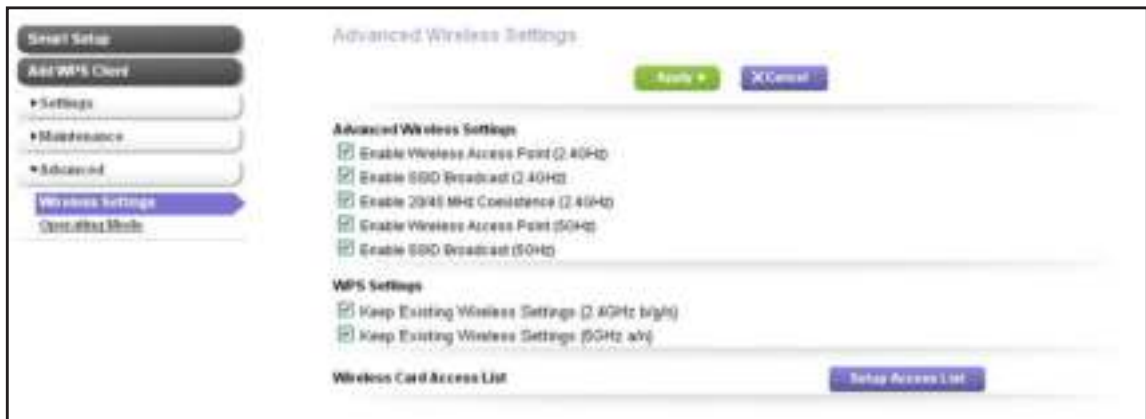 Smart Setup
Add WPS Client
Settings
Maintenance
Advanced
Wireless Settings
Operating Mode
Advanced Wireless Settings
Apply
X Cancel
Advanced Wireless Settings
Enable Wireless Access Point (2.4GHz)
Enable SSID Broadcast (2.4GHz)
Enable 20/40 MHz Coexistence (2.4GHz)
Enable Wireless Access Point (5GHz)
Enable SSID Broadcast (5GHz)
WPS Settings
Keep Existing Wireless Settings (2.4GHz b/g/n)
Keep Existing Wireless Settings (5GHz a/n)
Wireless Card Access List
Setup Access List